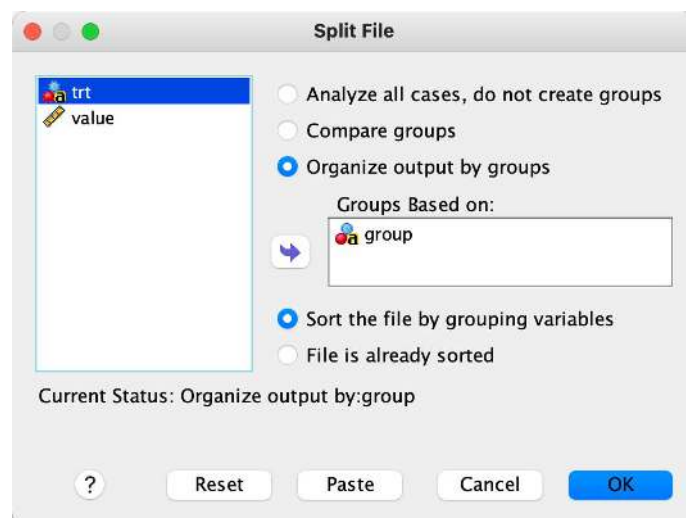 Split File
trt
value
Analyze all cases, do not create groups
Compare groups
Organize output by groups
Groups Based on:
group
Sort the file by grouping variables
File is already sorted
Current Status: Organize output by:group
? Reset Paste Cancel OK